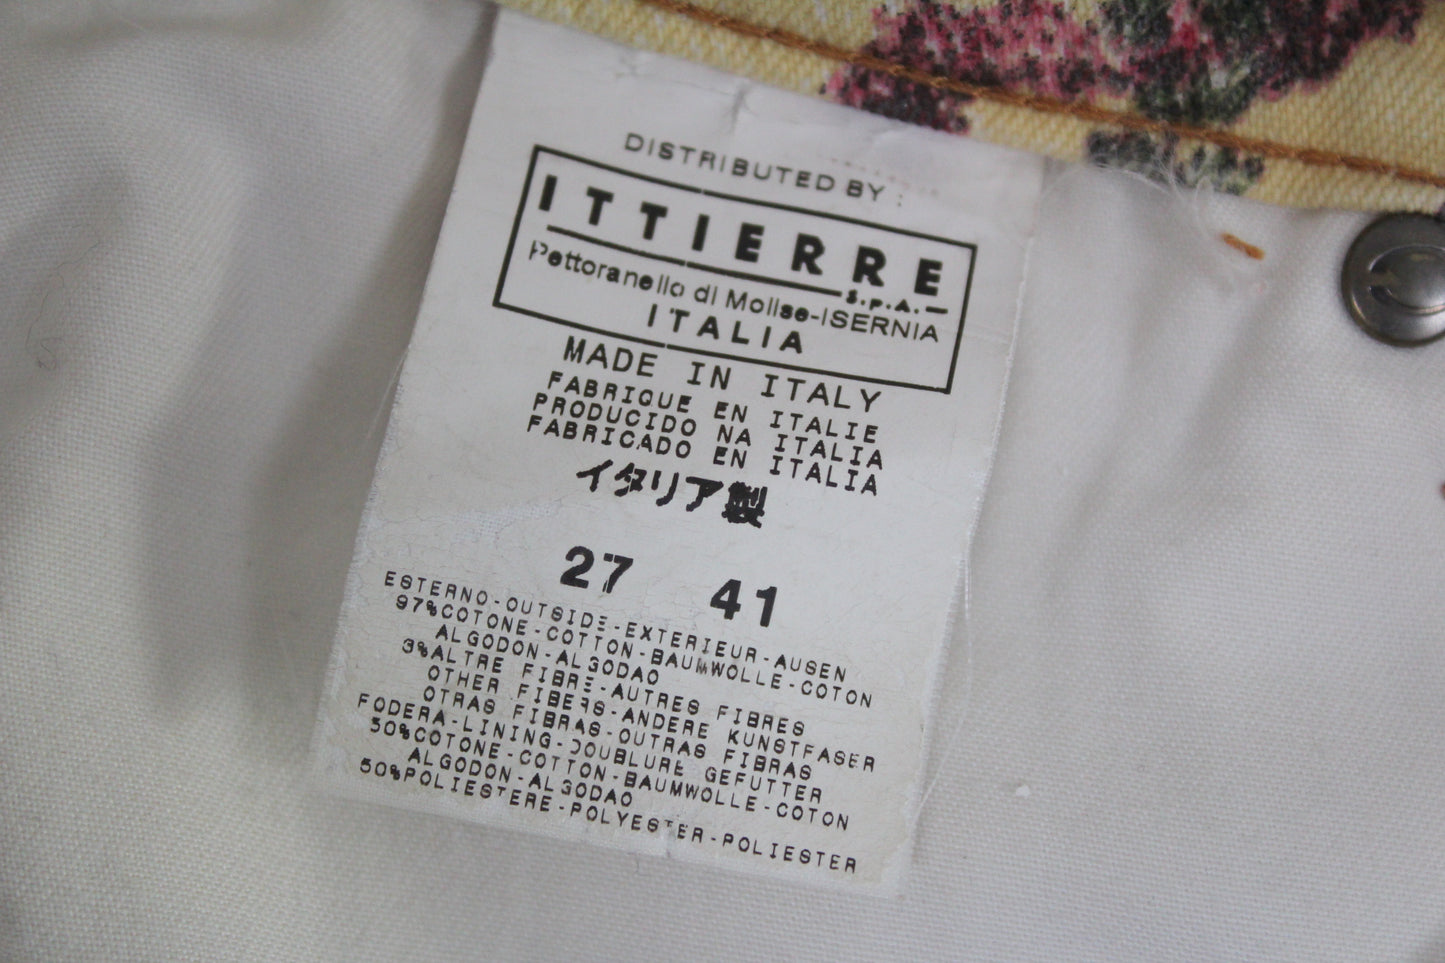 DISTRIBUTED BY :
ITTIERRE
S.p.A.
Pettoranello di Molise-ISERNIA
ITALIA
MADE IN ITALY
FABRIQUE EN ITALIE
PRODUCIDO NA ITALIA
FABRICADO EN ITALIA
イタリア製
27 41
ESTERNO-OUTSIDE-EXTERIEUR-AUSEN
97%COTONE-COTTON-BAUMWOLLE-COTON
ALGODON-ALGODAO
3%ALTRE FIBRE-AUTRES FIBRES
OTHER FIBERS-ANDERE KUNSTFASER
OTRAS FIBRAS-OUTRAS FIBRAS
FODERA-LINING-DOUBLURE GEFUTTER
50%COTONE-COTTON-BAUMWOLLE-COTON
ALGODON-ALGODAO
50%POLIESTERE-POLYESTER-POLIESTER